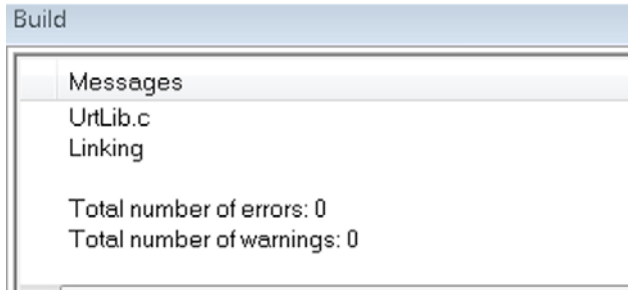 Build
Messages
UrtLib.c
Linking
Total number of errors: 0
Total number of warnings: 0